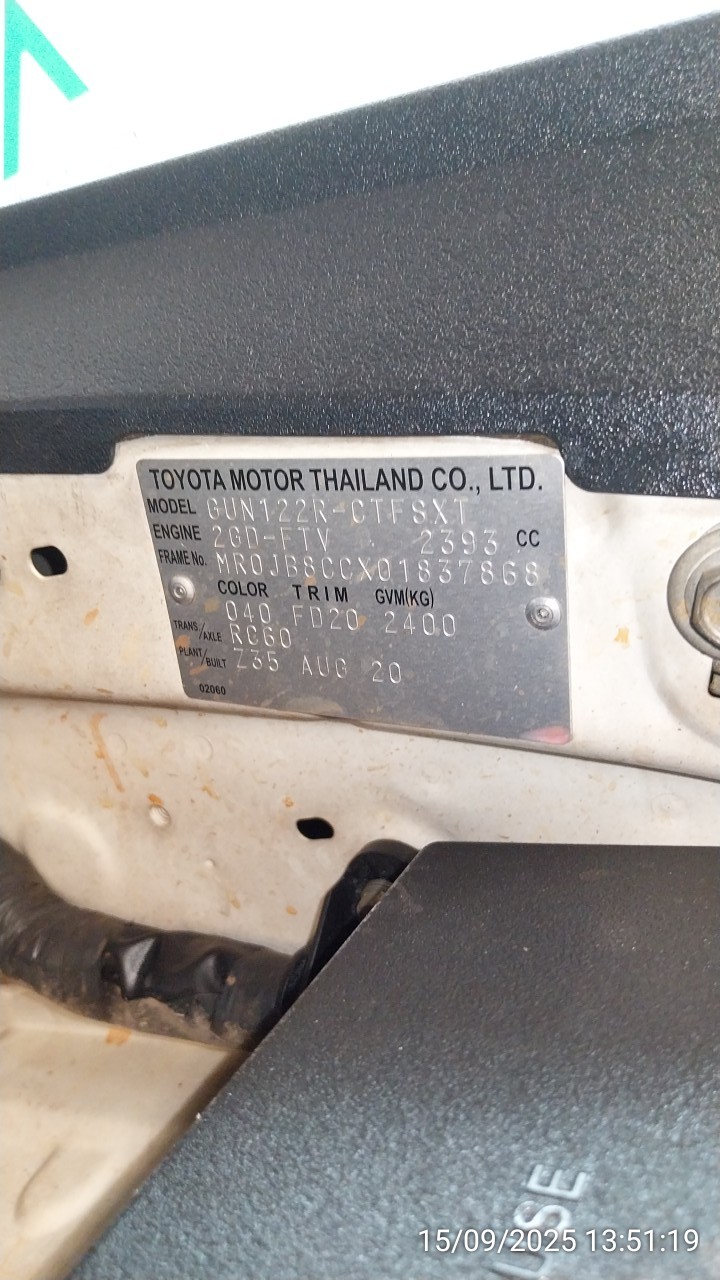 TOYOTA MOTOR THAILAND CO., LTD.
MODEL GUN122R-CTFSXT
ENGINE 2GD-FTV 2393 CC
FRAME No. MR0JB8CCX01837868
COLOR TRIM GVM(KG)
040 FD20 2400
TRANS./AXLE RC60
PLANT/BUILT Z35 AUG 20
02060
USE
15/09/2025 13:51:19